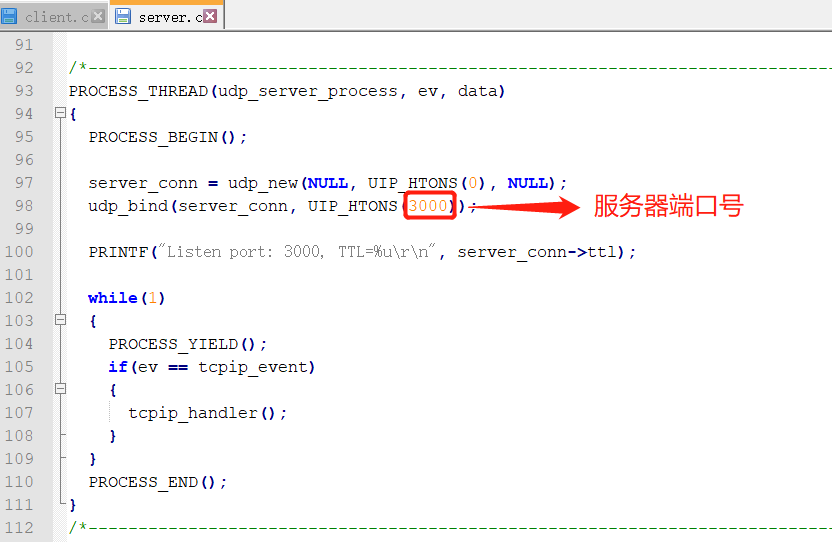 client.c server.c
91
92 /*------------------------------------------------------------------------------
93 PROCESS_THREAD(udp_server_process, ev, data)
94 {
95 PROCESS_BEGIN();
96
97 server_conn = udp_new(NULL, UIP_HTONS(0), NULL);
98 udp_bind(server_conn, UIP_HTONS(3000)); 服务器端口号
99
100 PRINTF("Listen port: 3000, TTL=%u\r\n", server_conn->ttl);
101
102 while(1)
103 {
104 PROCESS_YIELD();
105 if(ev == tcpip_event)
106 {
107 tcpip_handler();
108 }
109 }
110 PROCESS_END();
111 }
112 /*------------------------------------------------------------------------------